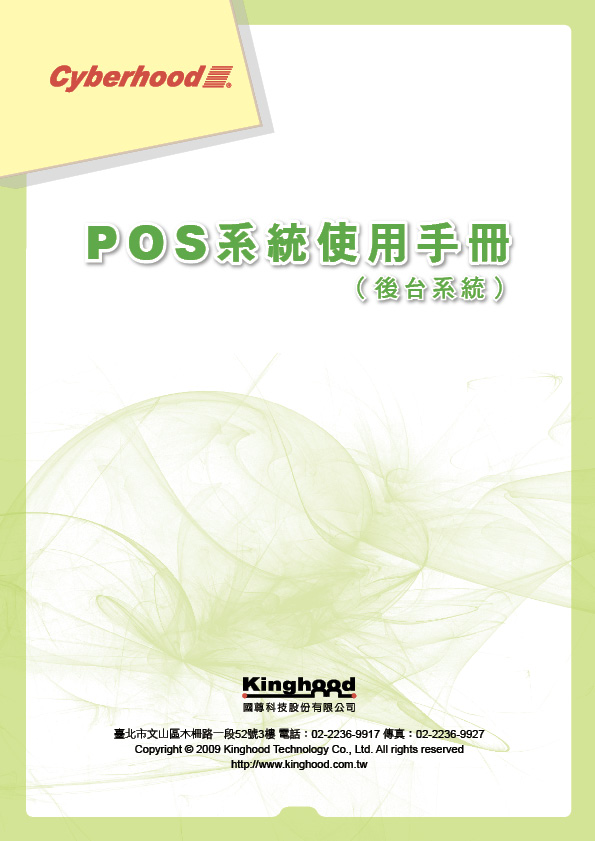 Cyberhood®
POS系統使用手冊
（後台系統）
Kinghood
國尊科技股份有限公司
臺北市文山區木柵路一段52號3樓 電話：02-2236-9917 傳真：02-2236-9927
Copyright © 2009 Kinghood Technology Co., Ltd. All rights reserved
http://www.kinghood.com.tw